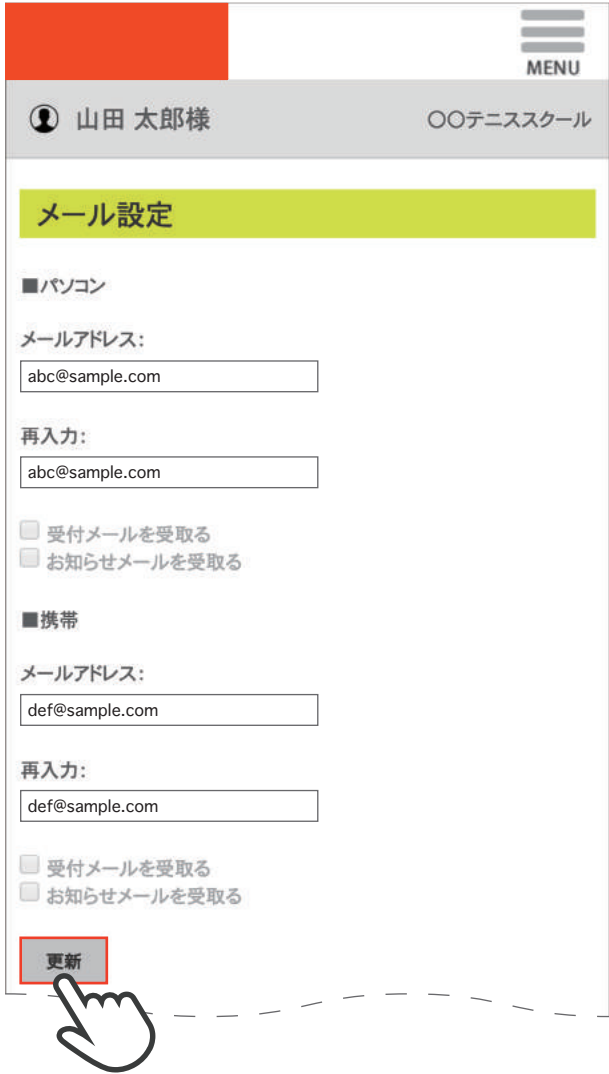 MENU
山田 太郎様
〇〇テニススクール
メール設定
■パソコン
メールアドレス：
abc@sample.com
再入力：
abc@sample.com
受付メールを受取る
お知らせメールを受取る
■携帯
メールアドレス：
def@sample.com
再入力：
def@sample.com
受付メールを受取る
お知らせメールを受取る
更新